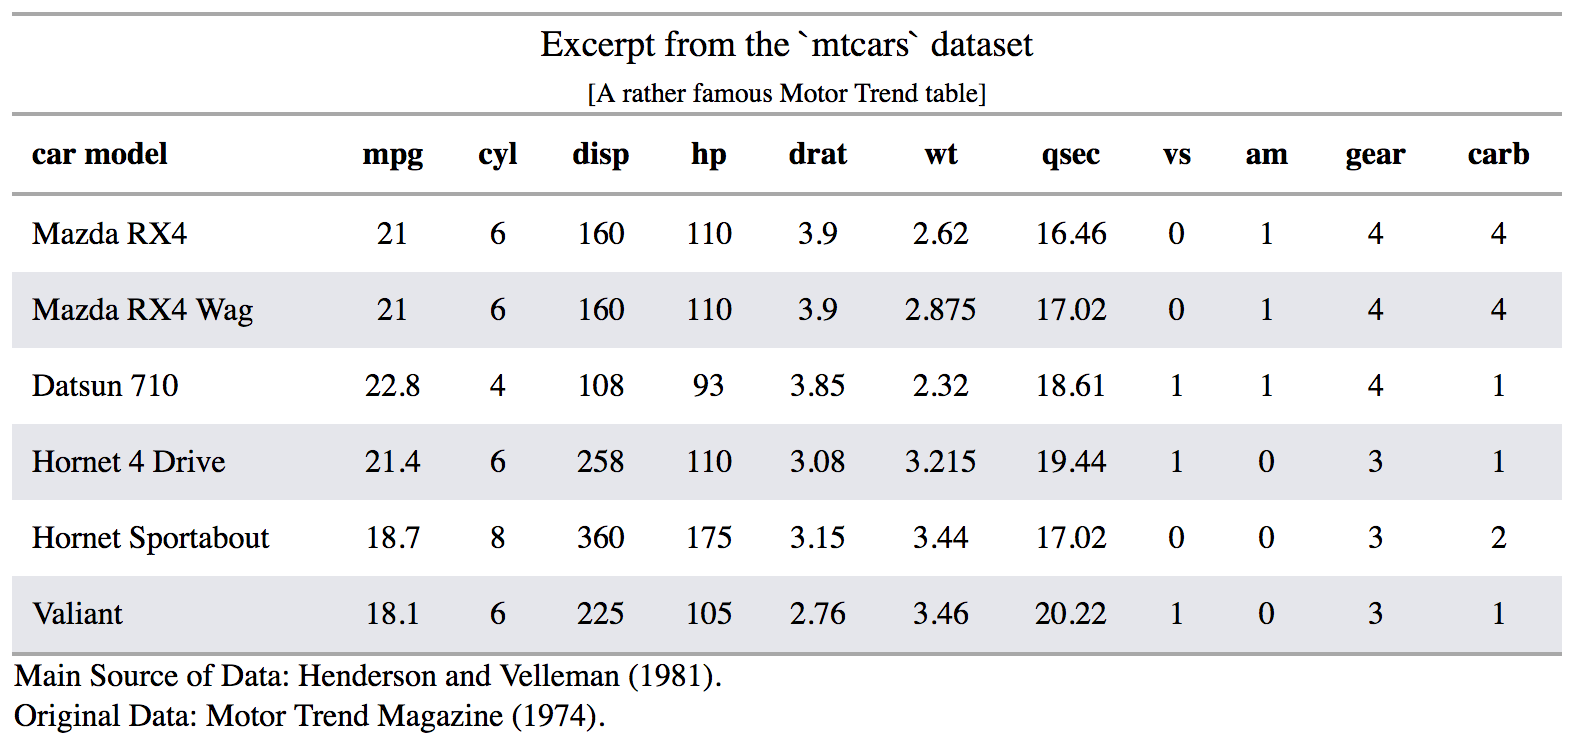 Excerpt from the `mtcars` dataset
[A rather famous Motor Trend table]
car model mpg cyl disp hp drat wt qsec vs am gear carb
Mazda RX4 21 6 160 110 3.9 2.62 16.46 0 1 4 4
Mazda RX4 Wag 21 6 160 110 3.9 2.875 17.02 0 1 4 4
Datsun 710 22.8 4 108 93 3.85 2.32 18.61 1 1 4 1
Hornet 4 Drive 21.4 6 258 110 3.08 3.215 19.44 1 0 3 1
Hornet Sportabout 18.7 8 360 175 3.15 3.44 17.02 0 0 3 2
Valiant 18.1 6 225 105 2.76 3.46 20.22 1 0 3 1
Main Source of Data: Henderson and Velleman (1981).
Original Data: Motor Trend Magazine (1974).